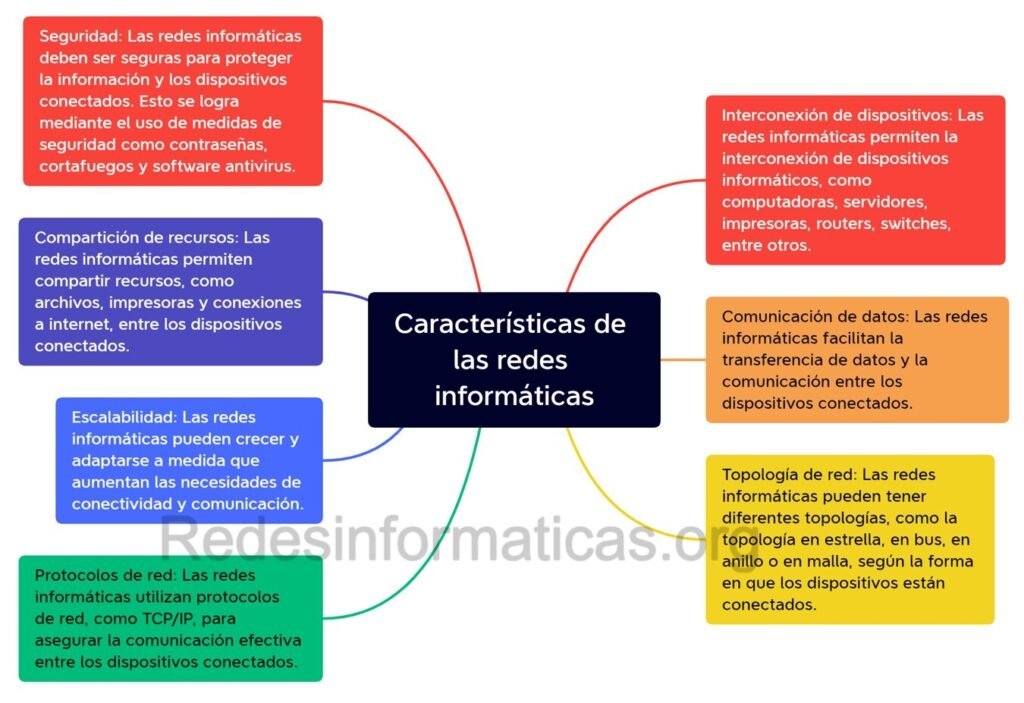 Seguridad: Las redes informáticas
deben ser seguras para proteger
la información y los dispositivos
conectados. Esto se logra
mediante el uso de medidas de
seguridad como contraseñas,
cortafuegos y software antivirus.
Compartición de recursos: Las
redes informáticas permiten
compartir recursos, como
archivos, impresoras y conexiones
a internet, entre los dispositivos
conectados.
Escalabilidad: Las redes
informáticas pueden crecer y
adaptarse a medida que
aumentan las necesidades de
conectividad y comunicación.
Protocolos de red: Las redes
informáticas utilizan protocolos
de red, como TCP/IP, para
asegurar la comunicación efectiva
entre los dispositivos conectados.
Características de
las redes
informáticas
Interconexión de dispositivos: Las
redes informáticas permiten la
interconexión de dispositivos
informáticos, como
computadoras, servidores,
impresoras, routers, switches,
entre otros.
Comunicación de datos: Las redes
informáticas facilitan la
transferencia de datos y la
comunicación entre los
dispositivos conectados.
Topología de red: Las redes
informáticas pueden tener
diferentes topologías, como la
topología en estrella, en bus, en
anillo o en malla, según la forma
en que los dispositivos están
conectados.
Redesinformaticas.org